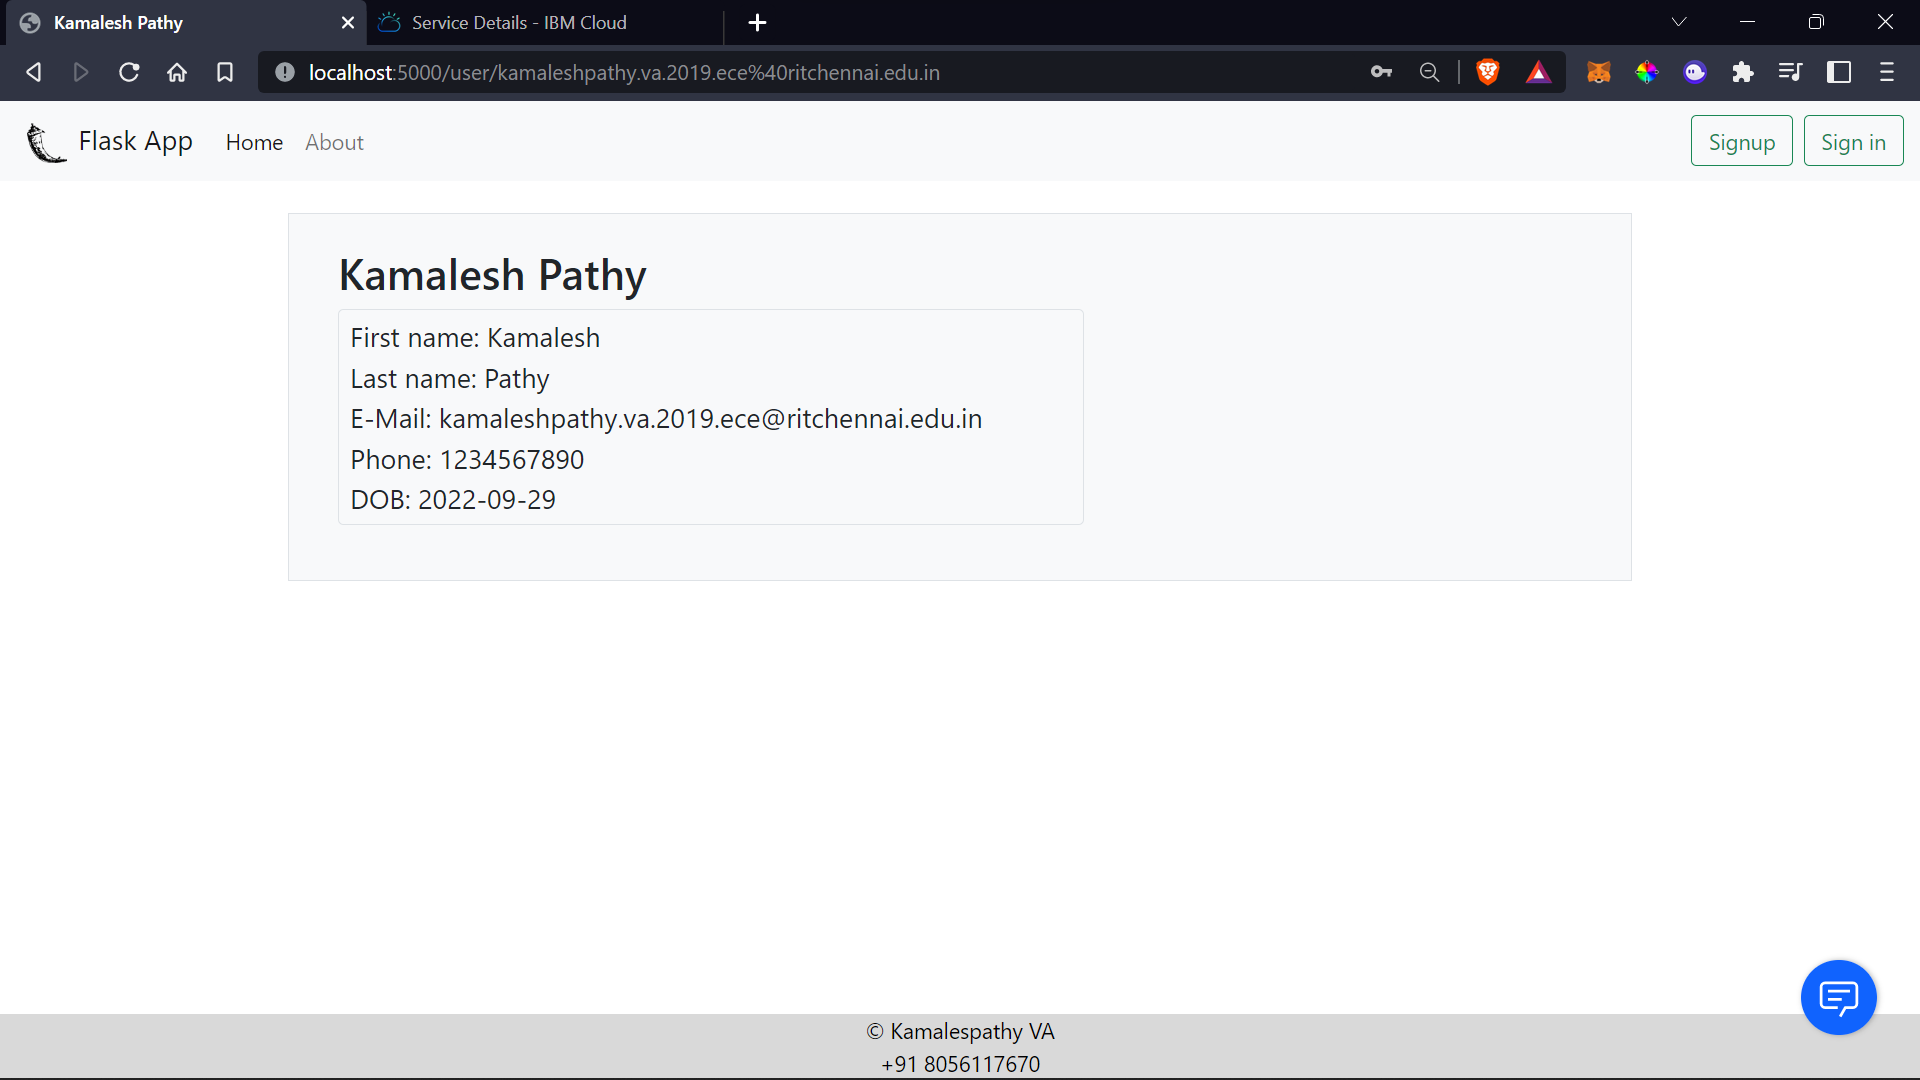 Kamalesh Pathy
Service Details - IBM Cloud
localhost:5000/user/kamaleshpathy.va.2019.ece%40ritchennai.edu.in
Flask App Home About Signup Sign in
Kamalesh Pathy
First name: Kamalesh
Last name: Pathy
E-Mail: kamaleshpathy.va.2019.ece@ritchennai.edu.in
Phone: 1234567890
DOB: 2022-09-29
© Kamalespathy VA
+91 8056117670